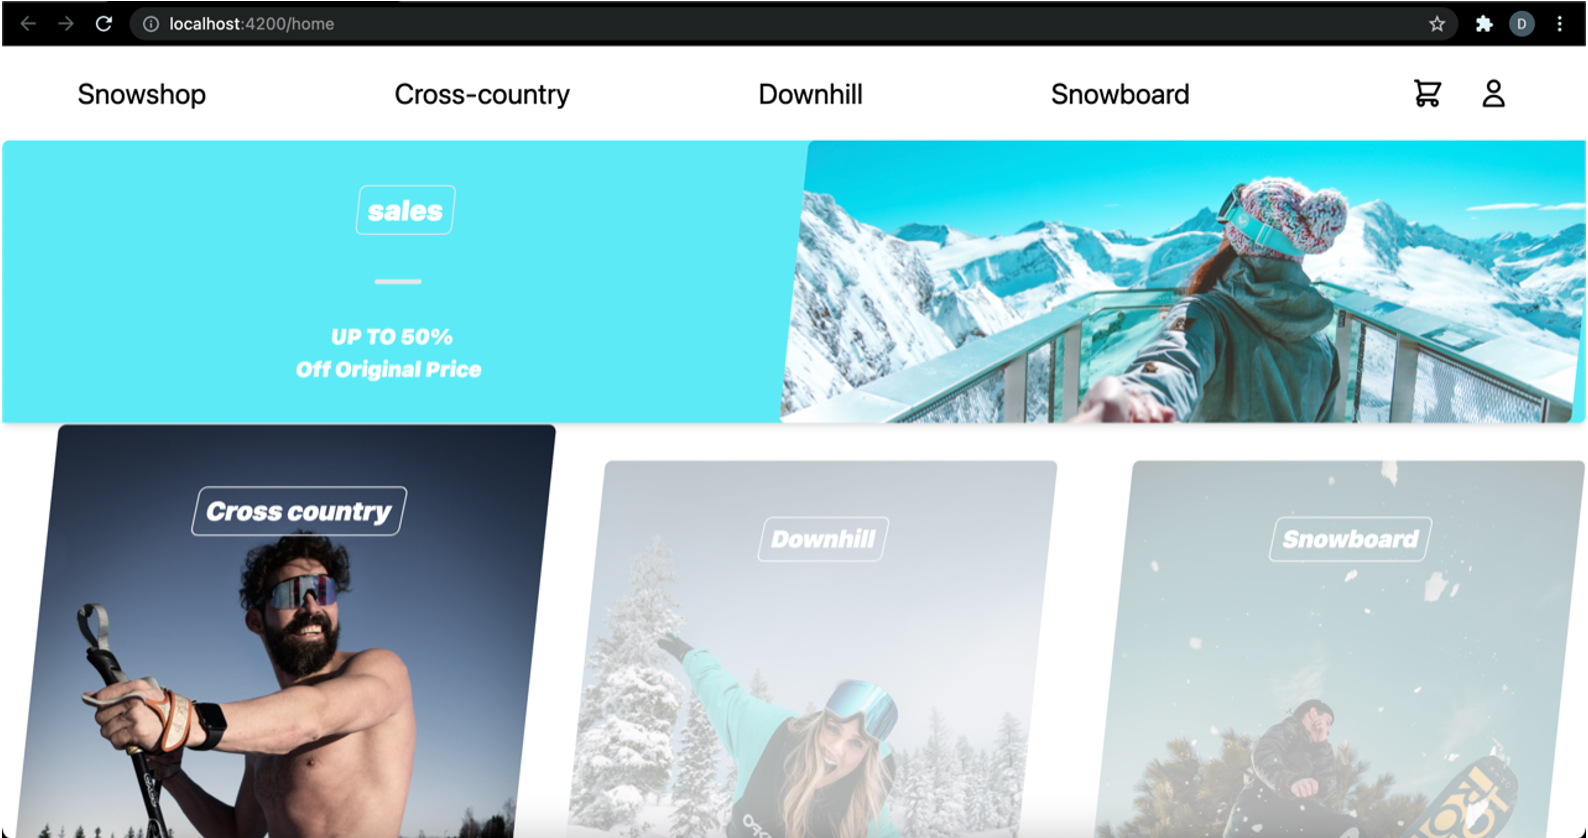 localhost:4200/home
D
Snowshop
Cross-country
Downhill
Snowboard
sales
UP TO 50%
Off Original Price
Cross country
Downhill
Snowboard